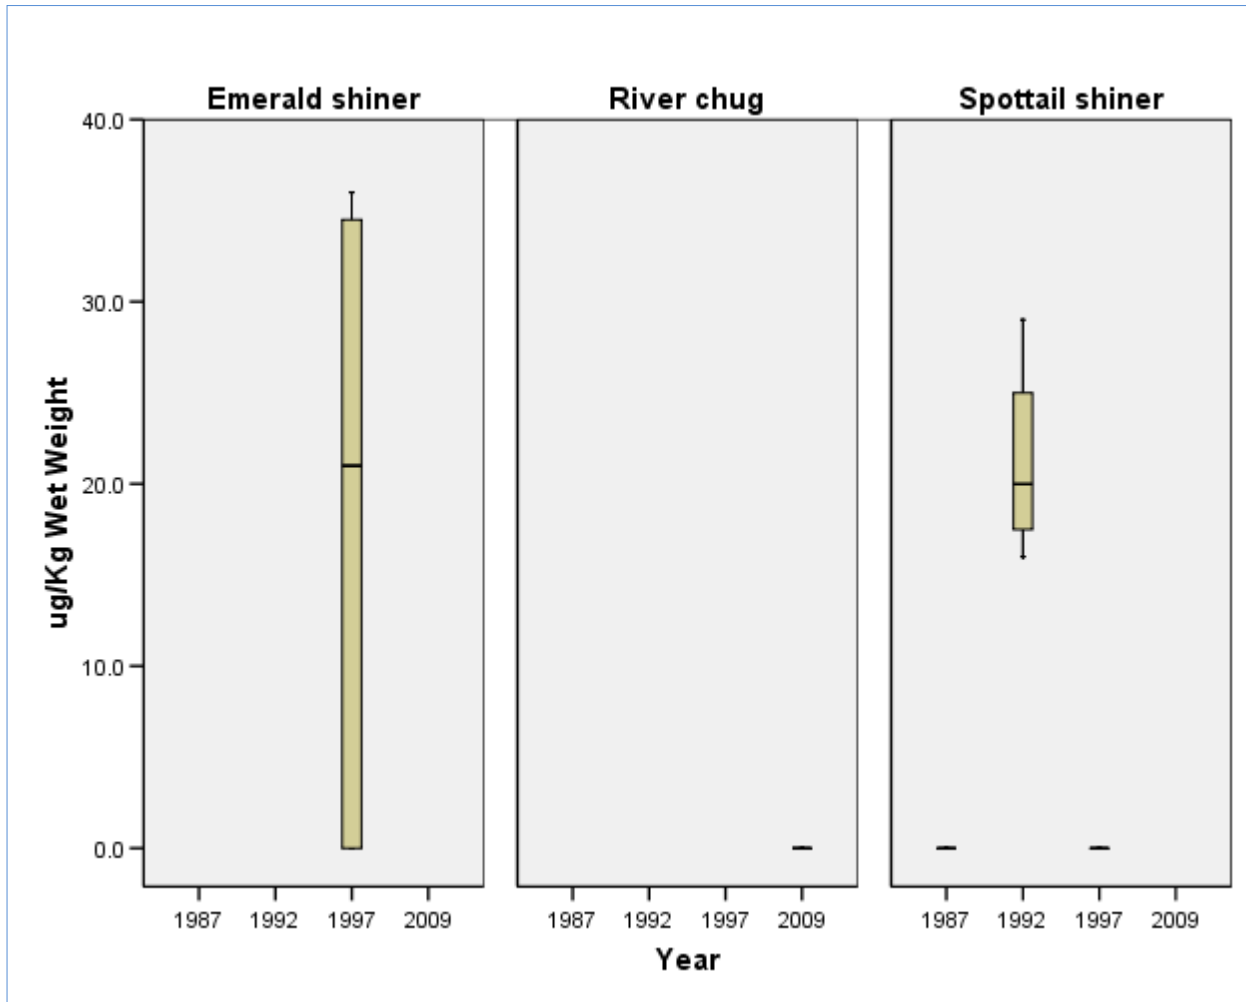 Emerald shiner
River chug
Spottail shiner
40.0
30.0
20.0
10.0
0.0
ug/Kg Wet Weight
1987 1992 1997 2009
1987 1992 1997 2009
1987 1992 1997 2009
Year